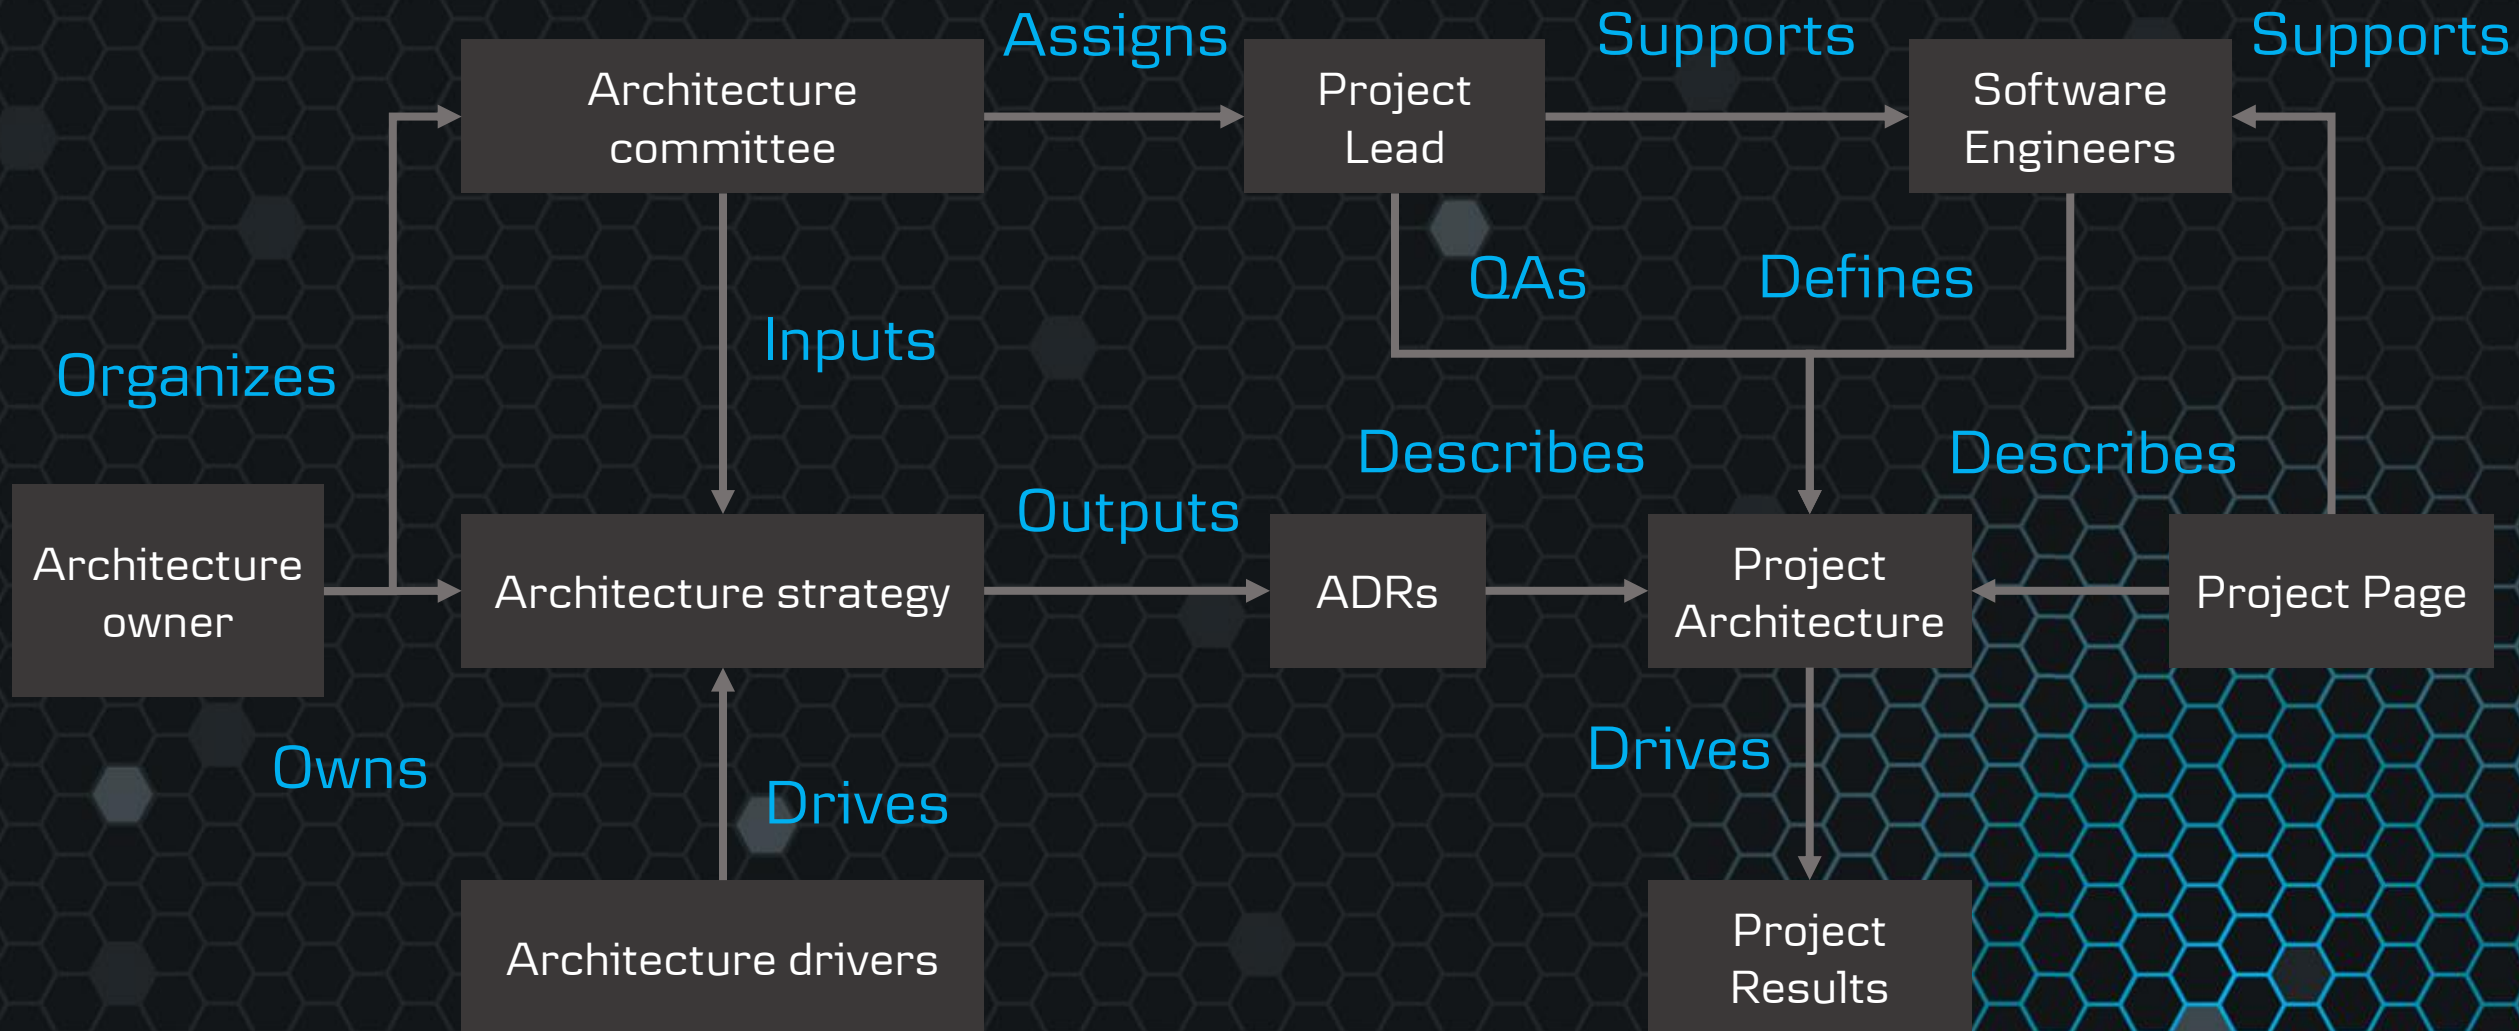 Assigns
Supports
Supports
Architecture
committee
Project
Lead
Software
Engineers
QAs
Defines
Inputs
Organizes
Describes
Describes
Outputs
Architecture
owner
Architecture strategy
ADRs
Project
Architecture
Project Page
Owns
Drives
Drives
Architecture drivers
Project
Results